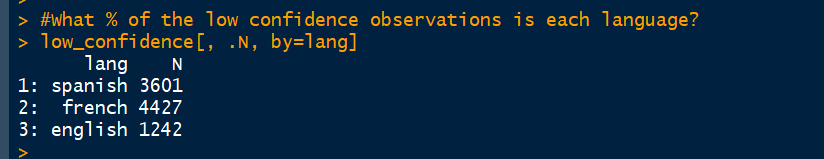 > #What % of the low confidence observations is each language?
> low_confidence[, .N, by=lang]
lang N
1: spanish 3601
2: french 4427
3: english 1242
>